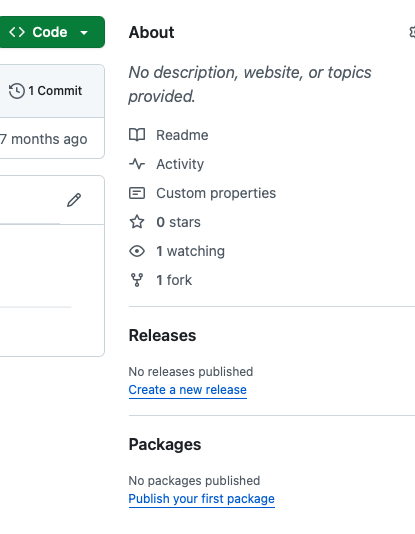 Code
About
No description, website, or topics
provided.
1 Commit
7 months ago
Readme
Activity
Custom properties
0 stars
1 watching
1 fork
Releases
No releases published
Create a new release
Packages
No packages published
Publish your first package